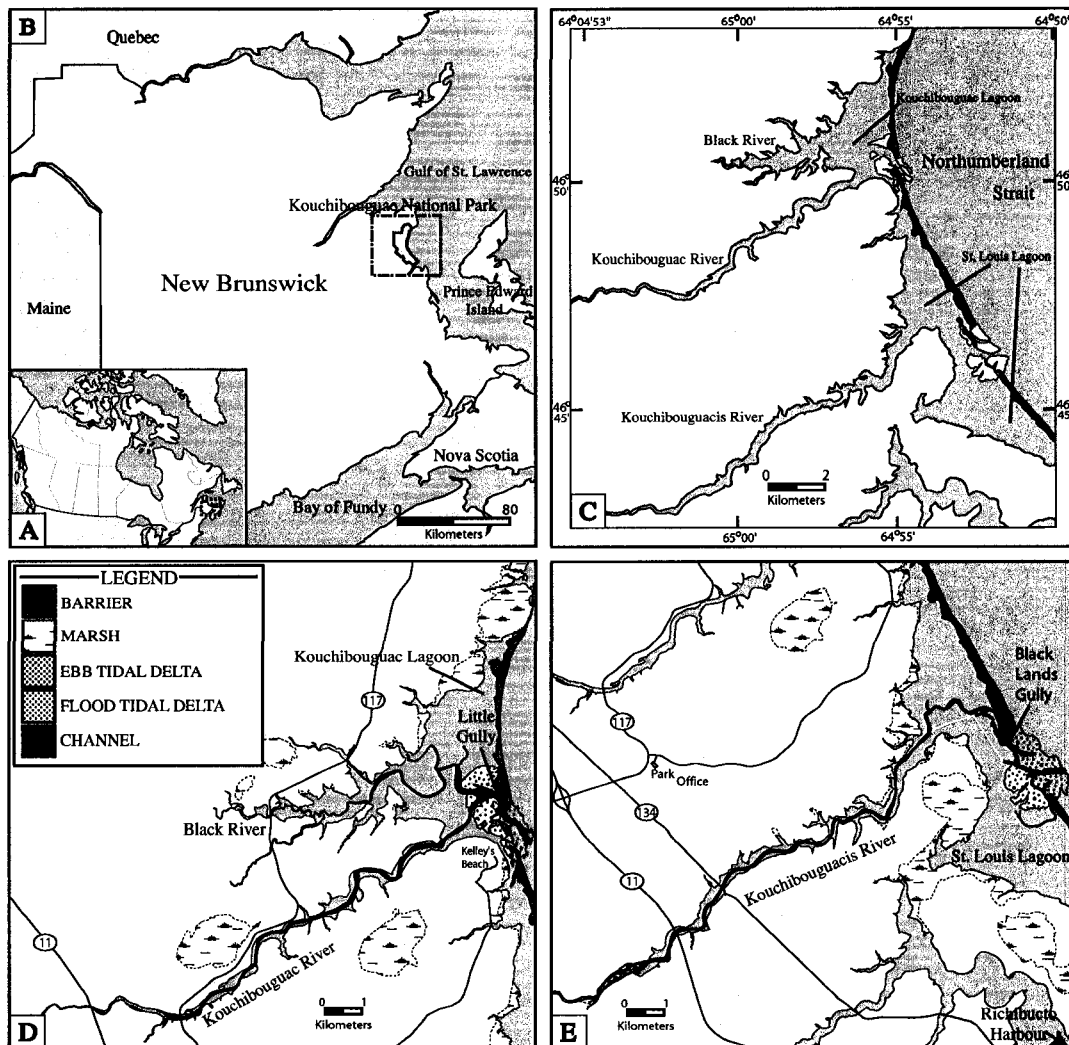 B
Quebec
Gulf of St. Lawrence
Kouchibouguac National Park
New Brunswick
Prince Edward
Island
Maine
Nova Scotia
Bay of Fundy
0 80
Kilometers
A
64°04'53" 65°00' 64°55' 64°50'
Kouchibouguac Lagoon
Black River
Northumberland
Strait
46°
50'
46°
50'
Kouchibouguac River
St. Louis Lagoon
Kouchibouguacis River
46°
45'
46°
45'
0 2
Kilometers
C
65°00' 64°55'
D
LEGEND
BARRIER
MARSH
EBB TIDAL DELTA
FLOOD TIDAL DELTA
CHANNEL
Kouchibouguac Lagoon
117
Little
Gully
Black River
Kelley's
Beach
11
Kouchibouguac River
0 1
Kilometers
D
E
Black
Lands
Gully
117
Park Office
134
Kouchibouguacis River
St. Louis Lagoon
11
0 1
Kilometers
Richibucto
Harbour
E